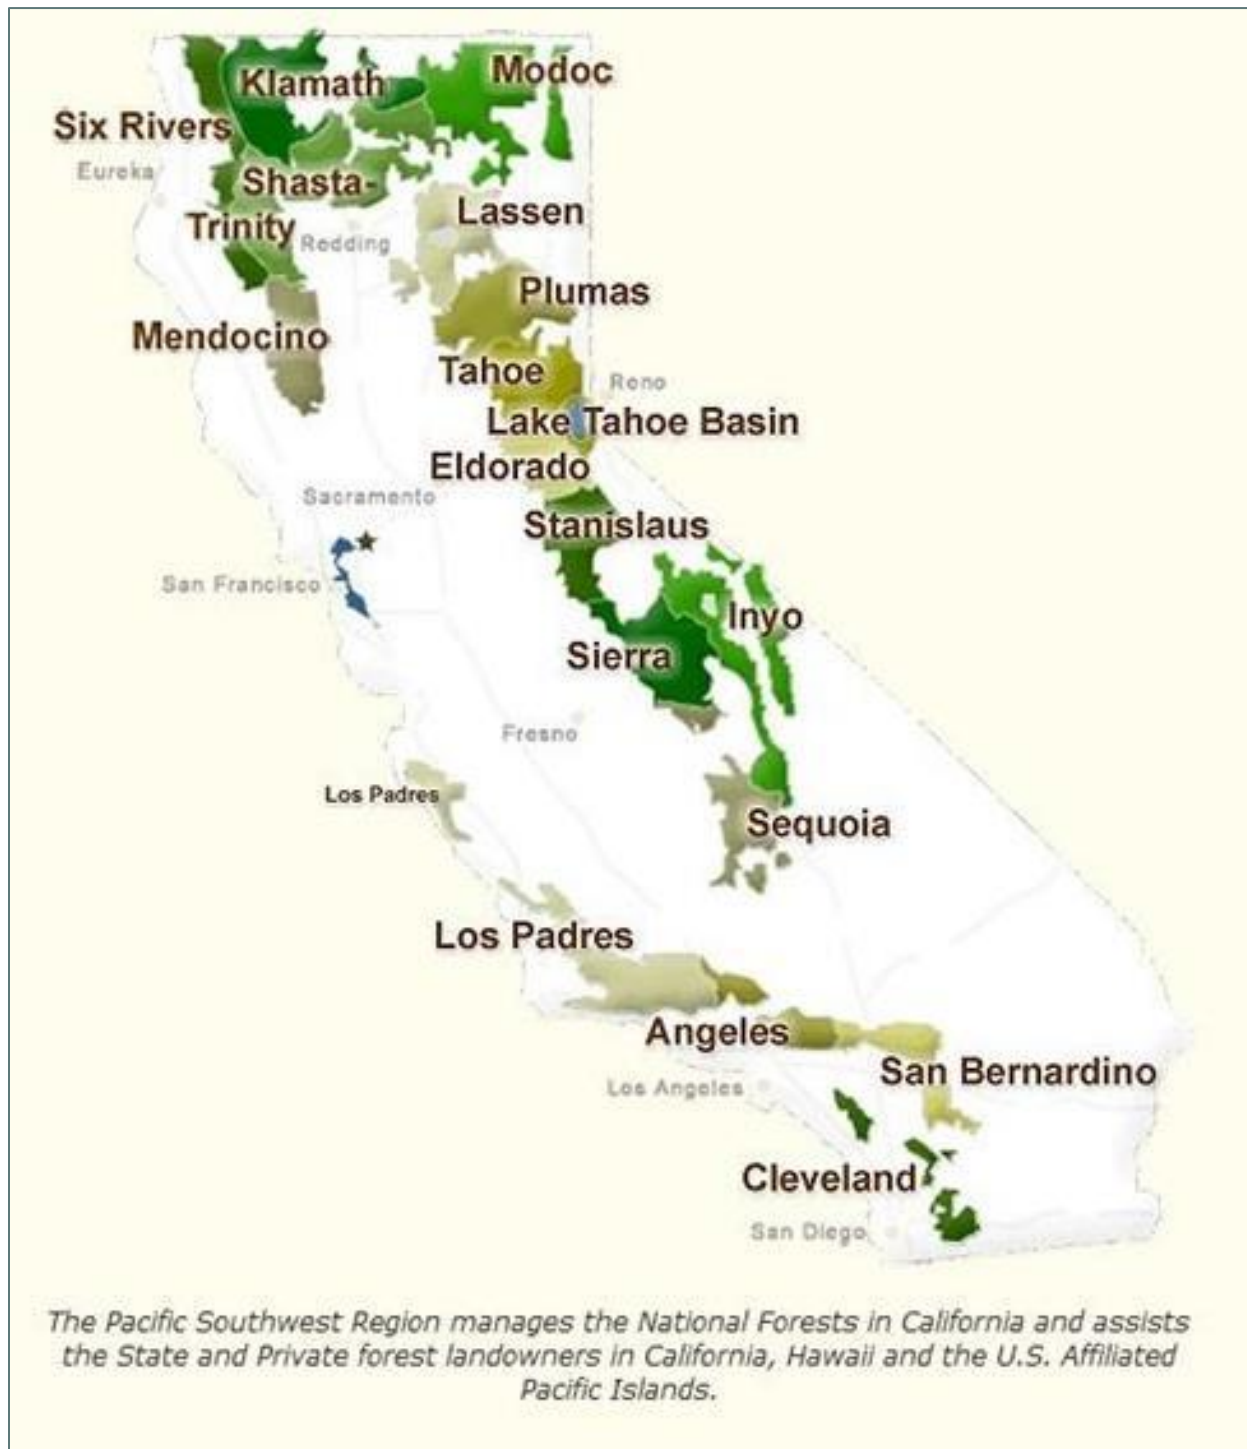 Klamath
Modoc
Six Rivers
Eureka
Shasta-
Trinity
Redding
Lassen
Plumas
Mendocino
Tahoe
Reno
Lake Tahoe Basin
Eldorado
Sacramento
Stanislaus
San Francisco
Inyo
Sierra
Fresno
Los Padres
Sequoia
Los Padres
Angeles
San Bernardino
Los Angeles
Cleveland
San Diego
The Pacific Southwest Region manages the National Forests in California and assists
the State and Private forest landowners in California, Hawaii and the U.S. Affiliated
Pacific Islands.